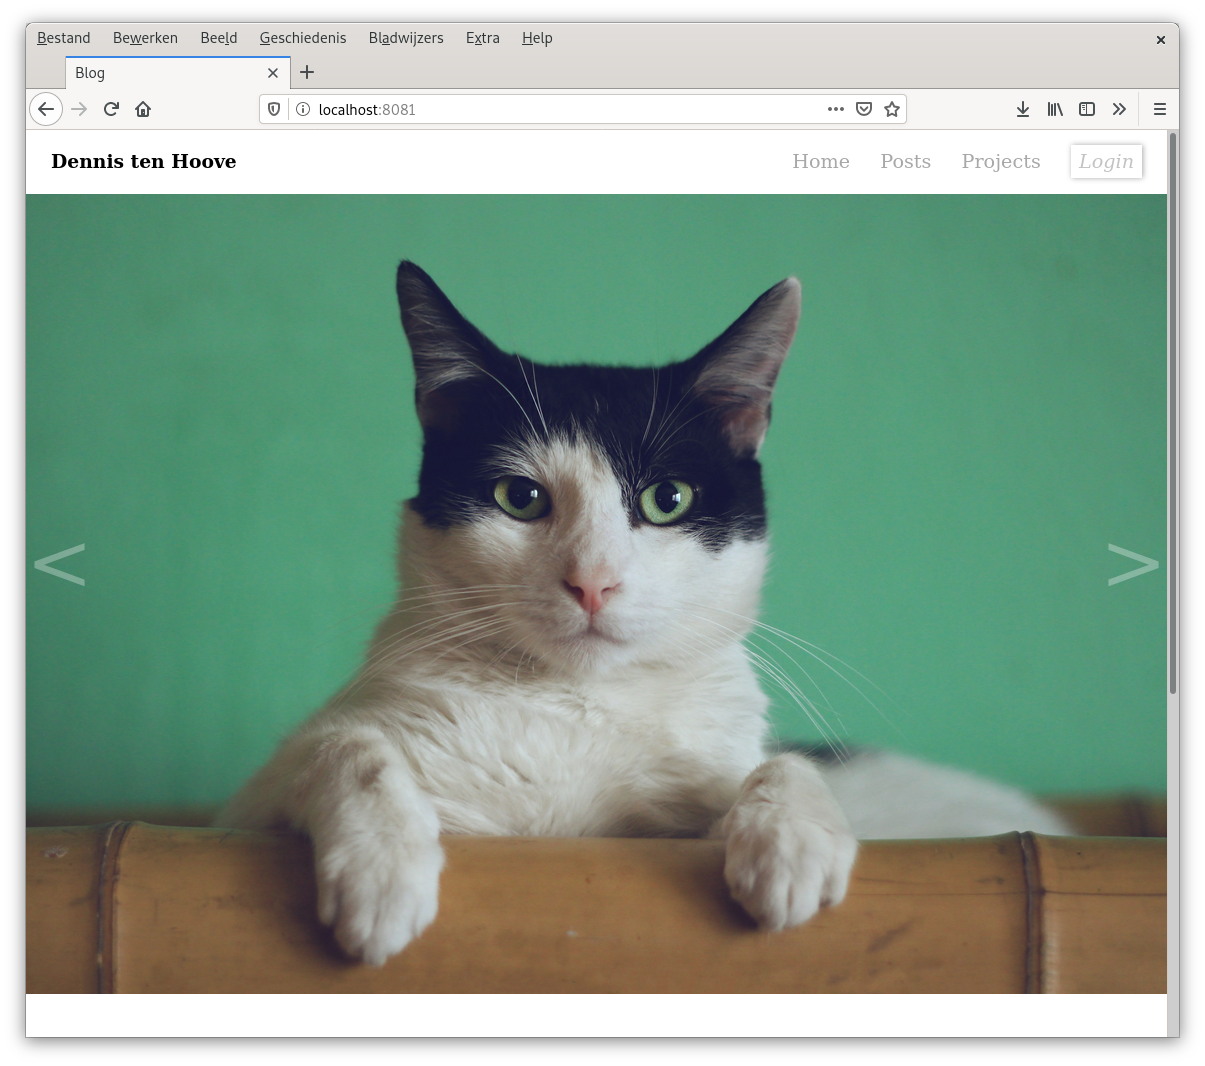 Bestand Bewerken Beeld Geschiedenis Bladwijzers Extra Help
Blog
localhost:8081
Dennis ten Hoove Home Posts Projects Login
< >